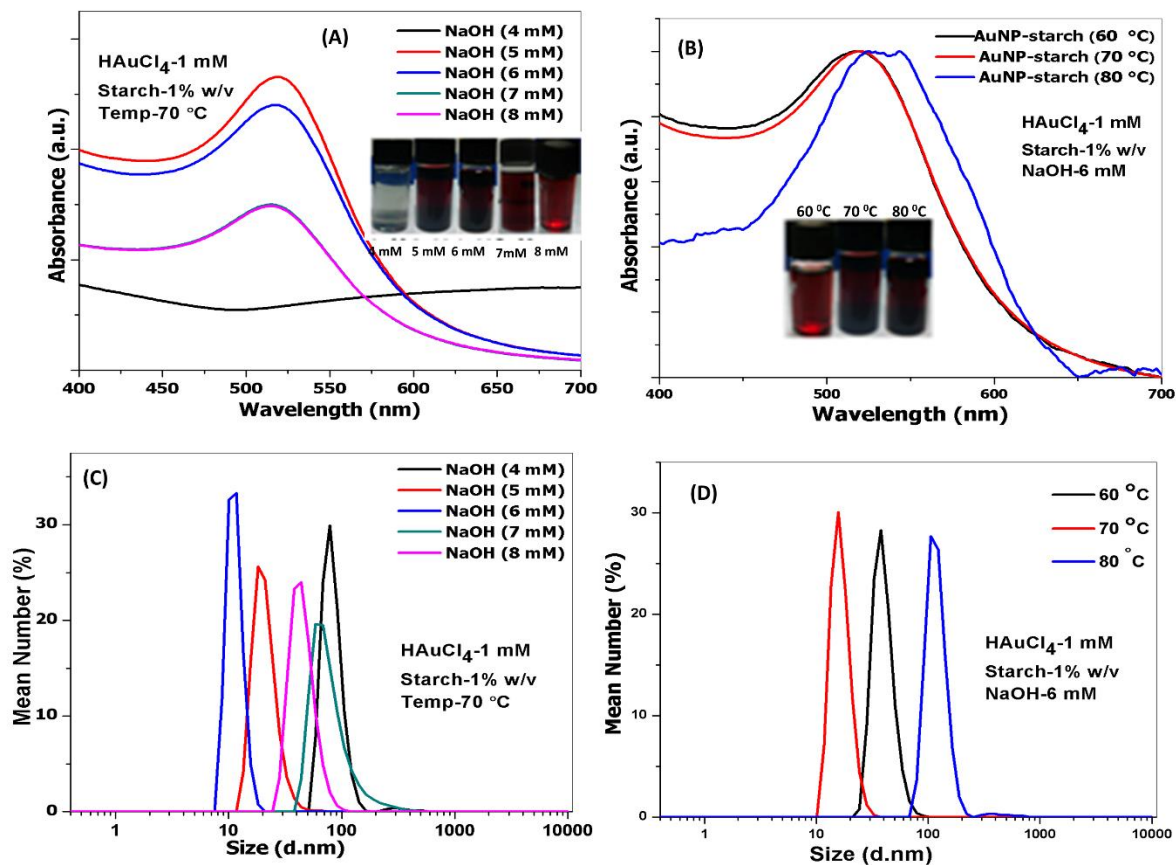 (A)
HAuCl4-1 mM
Starch-1% w/v
Temp-70 °C
NaOH (4 mM)
NaOH (5 mM)
NaOH (6 mM)
NaOH (7 mM)
NaOH (8 mM)
5 mM
6 mM
7mM
8 mM
Absorbance (a.u.)
400
450
500
550
600
650
700
Wavelength (nm)
(B)
AuNP-starch (60 °C)
AuNP-starch (70 °C)
AuNP-starch (80 °C)
HAuCl4-1 mM
Starch-1% w/v
NaOH-6 mM
60 ⁰C
70 ⁰C
80 ⁰C
Absorbance (a.u.)
400
500
600
700
Wavelength (nm)
(C)
NaOH (4 mM)
NaOH (5 mM)
NaOH (6 mM)
NaOH (7 mM)
NaOH (8 mM)
HAuCl4-1 mM
Starch-1% w/v
Temp-70 °C
Mean Number (%)
30
20
10
0
1
10
100
1000
10000
Size (d.nm)
(D)
60 °C
70 °C
80 °C
HAuCl4-1 mM
Starch-1% w/v
NaOH-6 mM
Mean Number (%)
30
20
10
0
1
10
100
1000
10000
Size (d.nm)